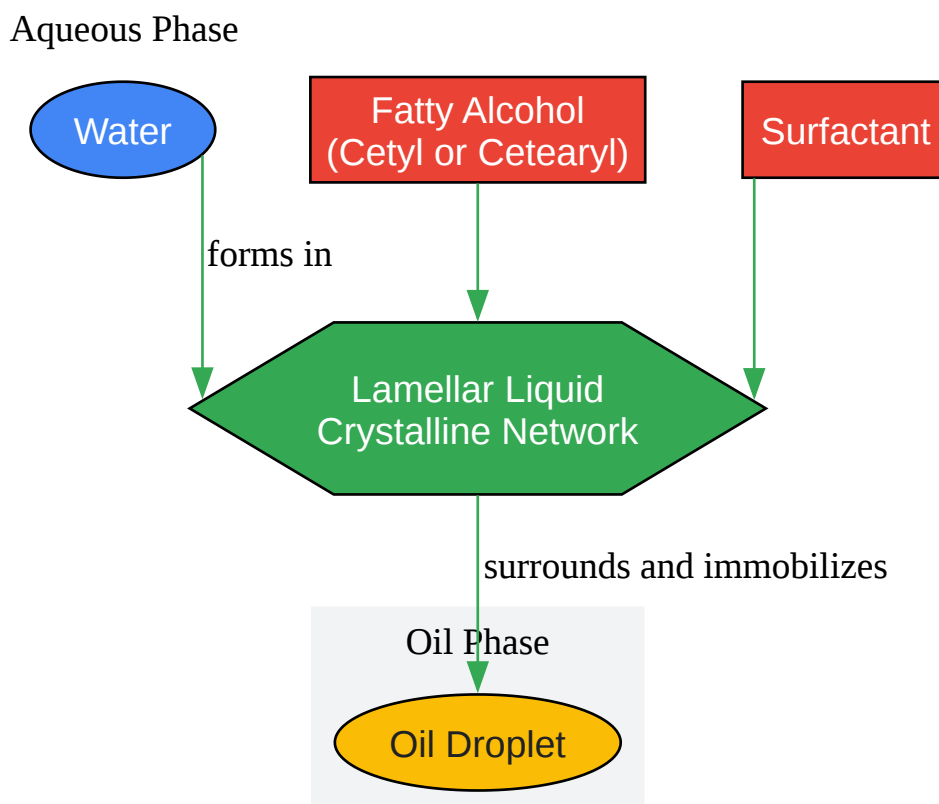 Aqueous Phase
Water
Fatty Alcohol
(Cetyl or Cetearyl)
Surfactant
forms in
Lamellar Liquid
Crystalline Network
surrounds and immobilizes
Oil Phase
Oil Droplet